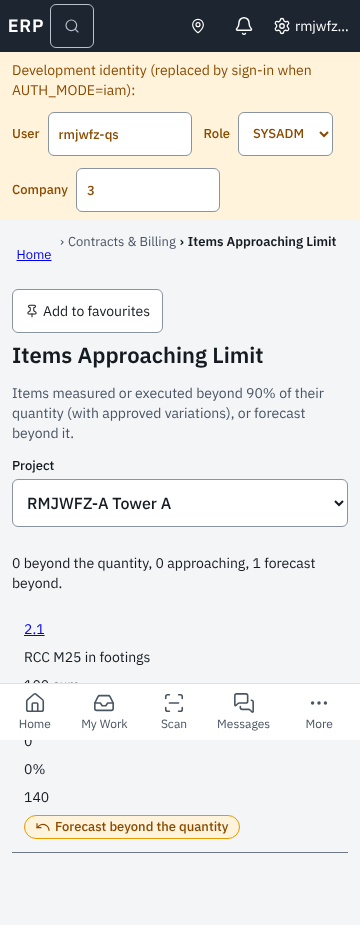 ERP
rmjwfz...
Development identity (replaced by sign-in when
AUTH_MODE=iam):
User rmjwfz-qs Role SYSADM
Company 3
Home › Contracts & Billing › Items Approaching Limit
Add to favourites
Items Approaching Limit
Items measured or executed beyond 90% of their
quantity (with approved variations), or forecast
beyond it.
Project
RMJWFZ-A Tower A
0 beyond the quantity, 0 approaching, 1 forecast
beyond.
2.1
RCC M25 in footings
Home My Work Scan Messages More
0
0%
140
Forecast beyond the quantity